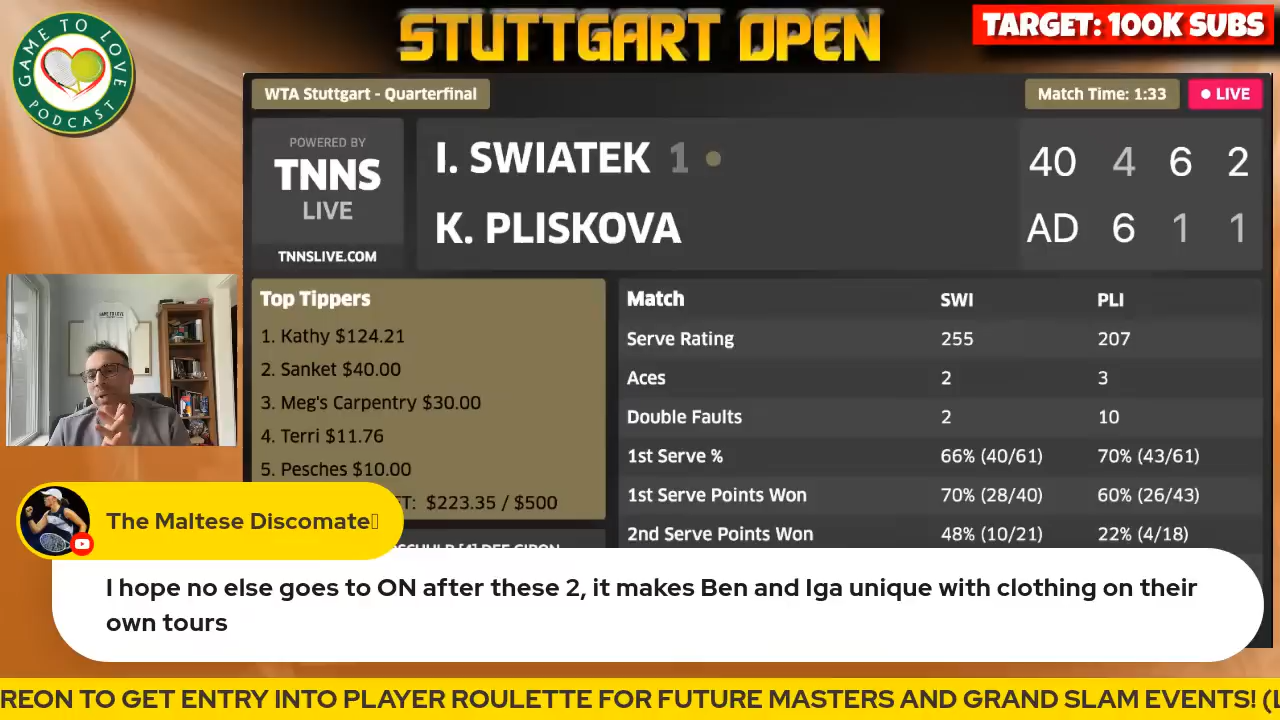 GAME TO LOVE
PODCAST
STUTTGART OPEN
TARGET: 100K SUBS
WTA Stuttgart - Quarterfinal
Match Time: 1:33
LIVE
POWERED BY
TNNS
LIVE
TNNSLIVE.COM
I. SWIATEK 1 40 4 6 2
K. PLISKOVA AD 6 1 1
Top Tippers
1. Kathy $124.21
2. Sanket $40.00
3. Meg's Carpentry $30.00
4. Terri $11.76
5. Pesches $10.00
$223.35 / $500
Match SWI PLI
Serve Rating 255 207
Aces 2 3
Double Faults 2 10
1st Serve % 66% (40/61) 70% (43/61)
1st Serve Points Won 70% (28/40) 60% (26/43)
2nd Serve Points Won 48% (10/21) 22% (4/18)
The Maltese Discomate
I hope no else goes to ON after these 2, it makes Ben and Iga unique with clothing on their
own tours
REON TO GET ENTRY INTO PLAYER ROULETTE FOR FUTURE MASTERS AND GRAND SLAM EVENTS! (L